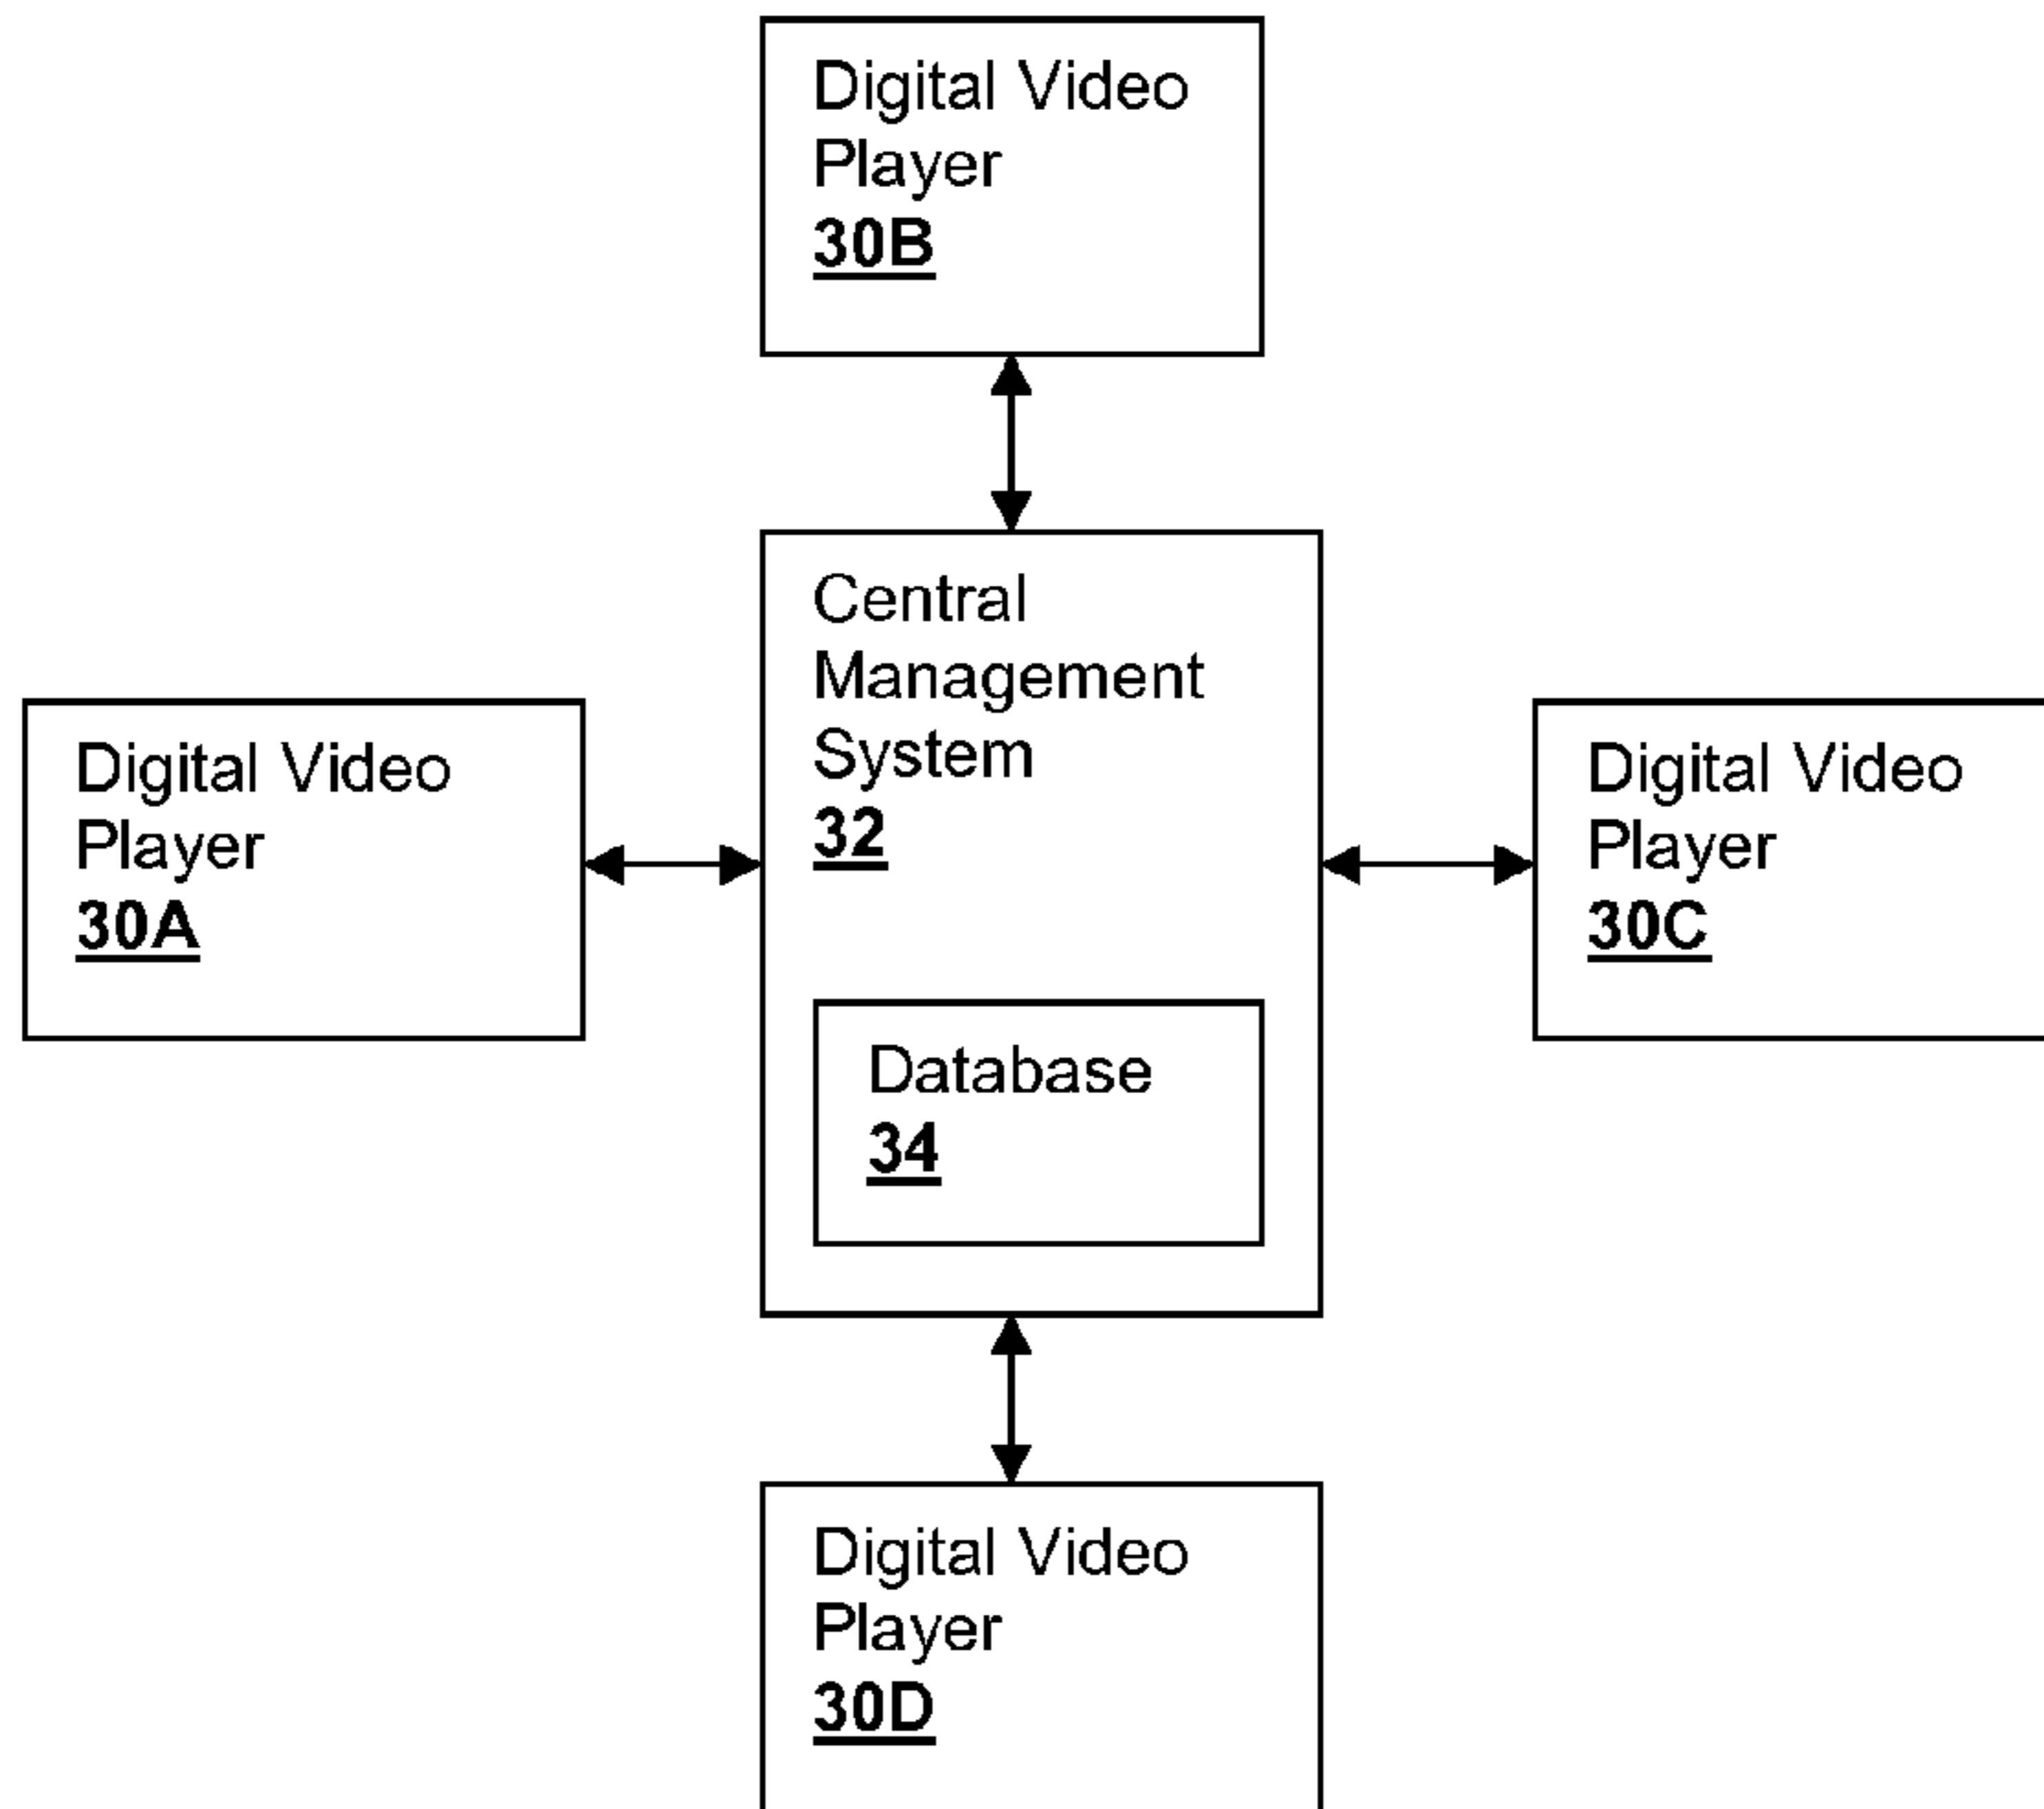 Digital Video
Player
30B
Central
Management
System
32
Digital Video
Player
30A
Digital Video
Player
30C
Database
34
Digital Video
Player
30D